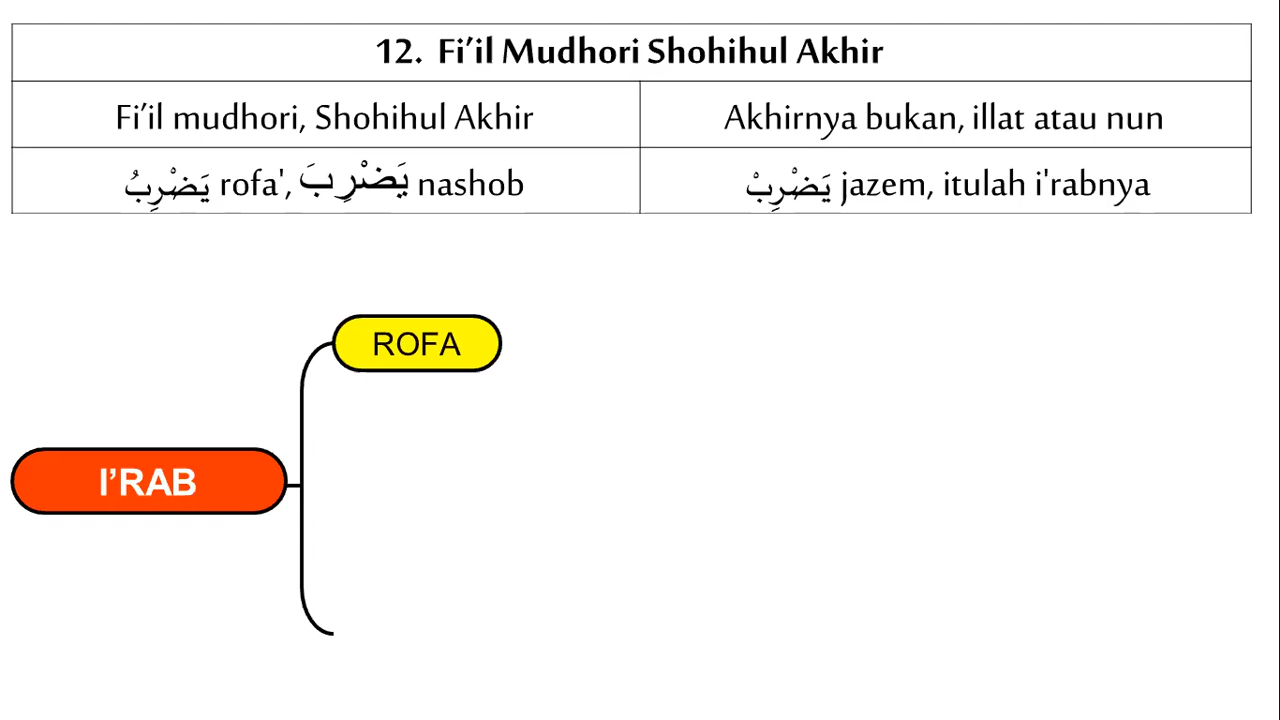 12. Fi’il Mudhori Shohihul Akhir
Fi’il mudhori, Shohihul Akhir
Akhirnya bukan, illat atau nun
يَضْرِبُ rofa', يَضْرِبَ nashob
يَضْرِبْ jazem, itulah i'rabnya
ROFA
I’RAB